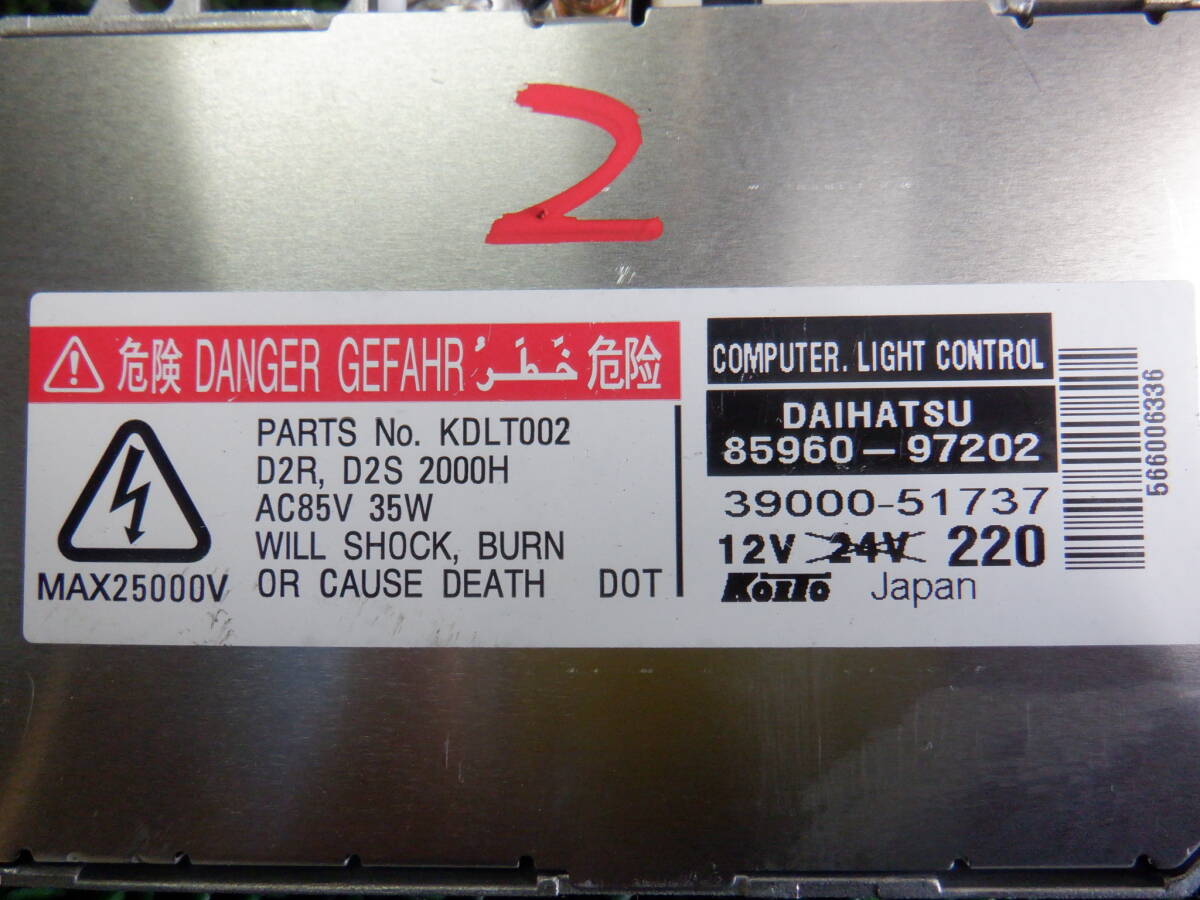 2
危険 DANGER GEFAHR خَطَرٌ 危险
PARTS No. KDLT002
D2R, D2S 2000H
AC85V 35W
WILL SHOCK, BURN
OR CAUSE DEATH DOT
MAX25000V
COMPUTER. LIGHT CONTROL
DAIHATSU
85960-97202
39000-51737
12V 24V 220
KOITO Japan
566006336